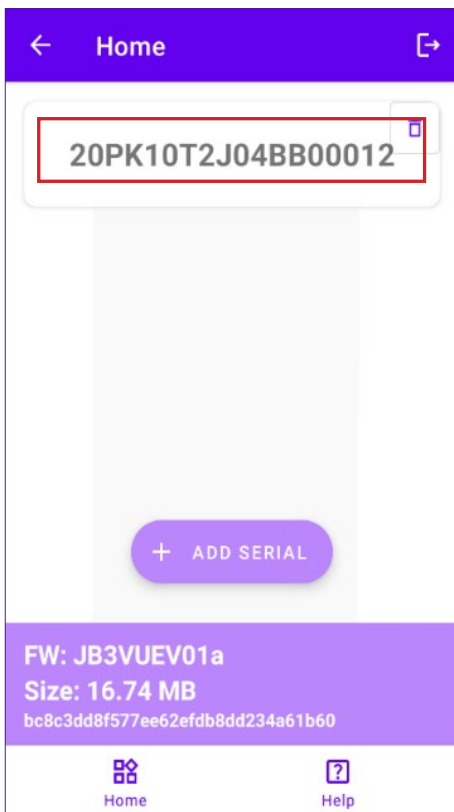 Home
20PK10T2J04BB00012
+ ADD SERIAL
FW: JB3VUEV01a
Size: 16.74 MB
bc8c3dd8f577ee62efdb8dd234a61b60
Home Help